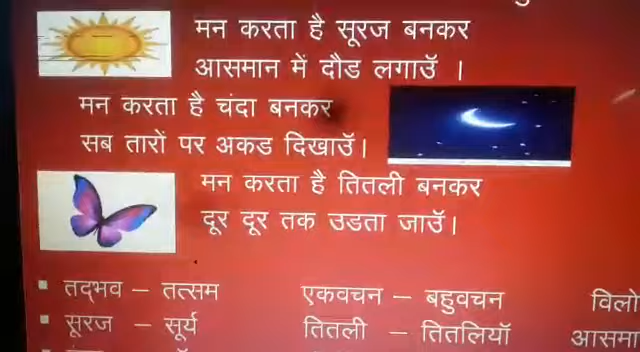 मन करता है सूरज बनकर
आसमान में दौड लगाउॅ ।
मन करता है चंदा बनकर
सब तारों पर अकड दिखाउॅ।
मन करता है तितली बनकर
दूर दूर तक उडता जाउॅ।
▪ तद्भव – तत्सम एकवचन – बहुवचन
▪ सूरज – सूर्य तितली – तितलियॉ